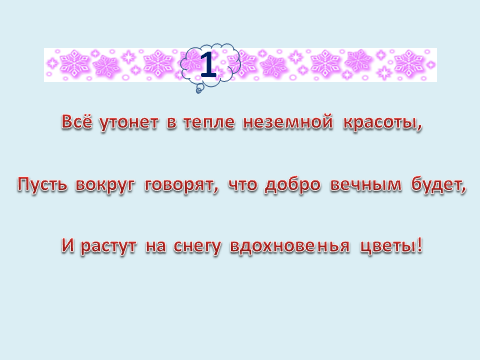 1
Всё утонет в тепле неземной красоты,
Пусть вокруг говорят, что добро вечным будет,
И растут на снегу вдохновенья цветы!